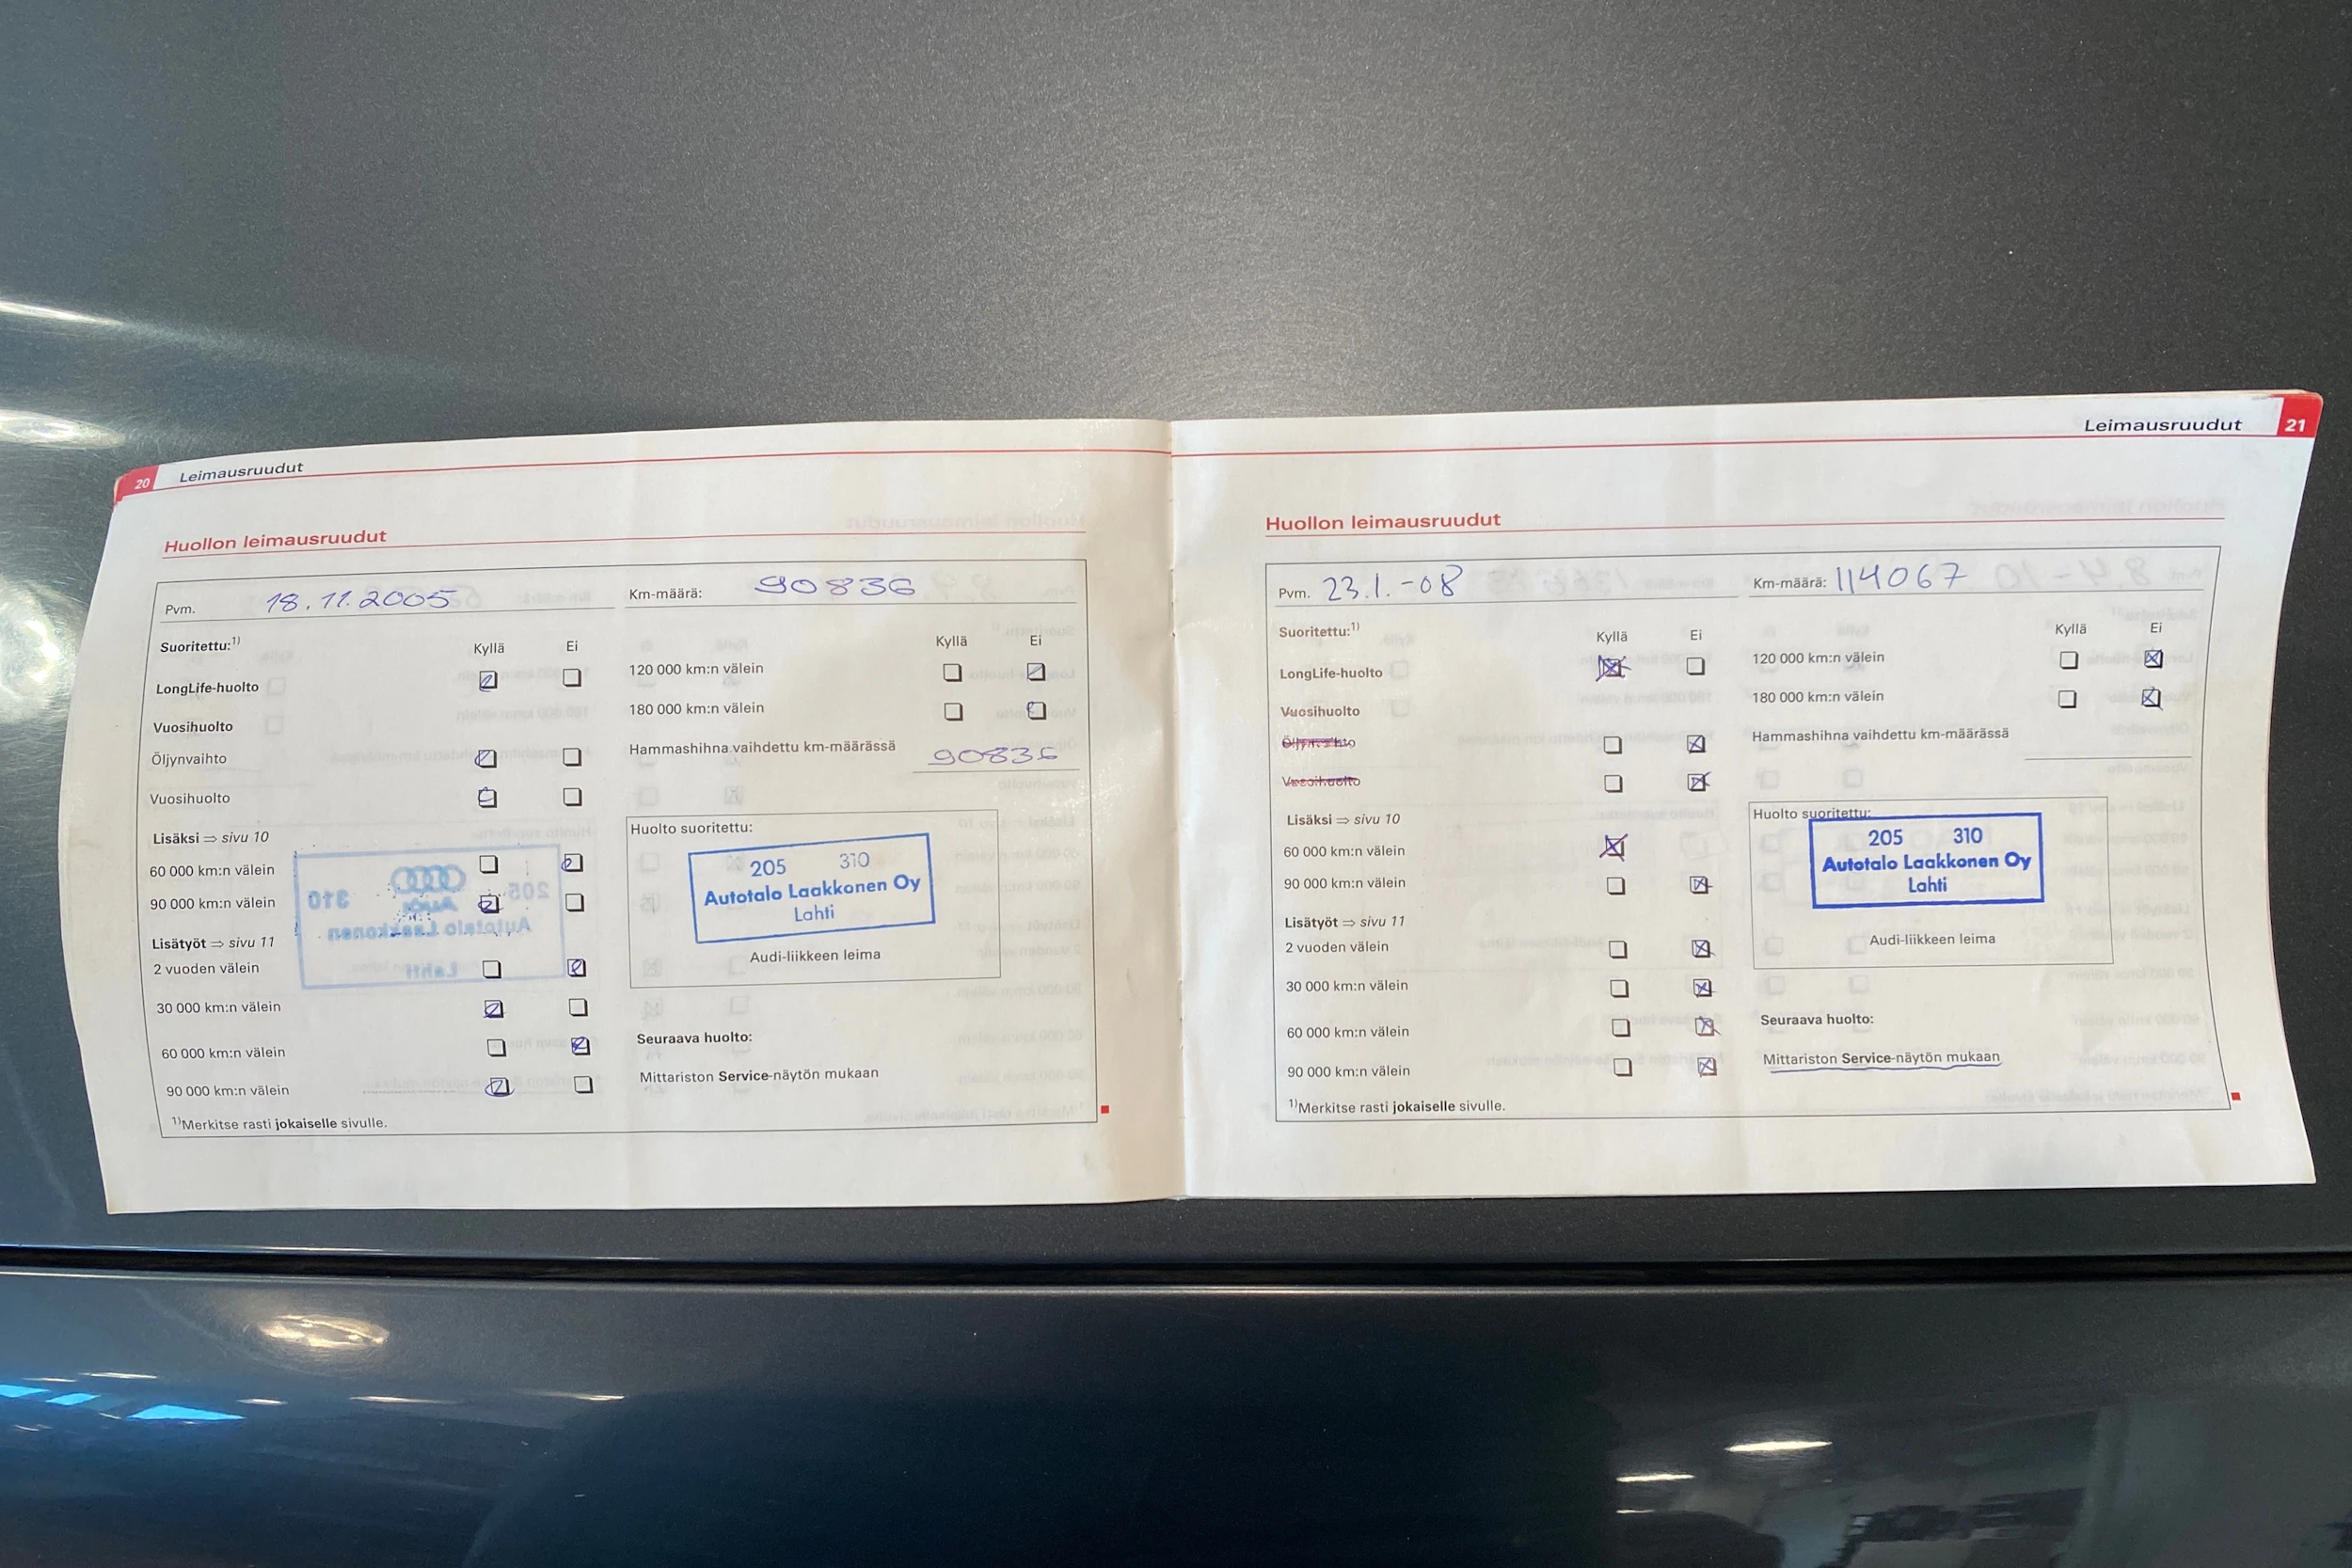 20 Leimausruudut
Huollon leimausruudut
Pvm. 18.11.2005 Km-määrä: 90836
Suoritettu:1) Kyllä Ei Kyllä Ei
LongLife-huolto 120 000 km:n välein
Vuosihuolto 180 000 km:n välein
Öljynvaihto Hammashihna vaihdettu km-määrässä 90836
Vuosihuolto
Lisäksi ⇒ sivu 10
60 000 km:n välein
90 000 km:n välein
Lisätyöt ⇒ sivu 11
2 vuoden välein
30 000 km:n välein
60 000 km:n välein
90 000 km:n välein
1)Merkitse rasti jokaiselle sivulle.
Huolto suoritettu:
205 310
Autotalo Laakkonen Oy
Lahti
Audi-liikkeen leima
Seuraava huolto:
Mittariston Service-näytön mukaan
205 310
Audi
Autotalo Laakkonen
Lahti
Leimausruudut 21
Huollon leimausruudut
Pvm. 23.1.-08 Km-määrä: 114067
Suoritettu:1) Kyllä Ei Kyllä Ei
LongLife-huolto 120 000 km:n välein
Vuosihuolto 180 000 km:n välein
Öljynvaihto Hammashihna vaihdettu km-määrässä
Vuosihuolto
Lisäksi ⇒ sivu 10
60 000 km:n välein
90 000 km:n välein
Lisätyöt ⇒ sivu 11
2 vuoden välein
30 000 km:n välein
60 000 km:n välein
90 000 km:n välein
1)Merkitse rasti jokaiselle sivulle.
Huolto suoritettu:
205 310
Autotalo Laakkonen Oy
Lahti
Audi-liikkeen leima
Seuraava huolto:
Mittariston Service-näytön mukaan